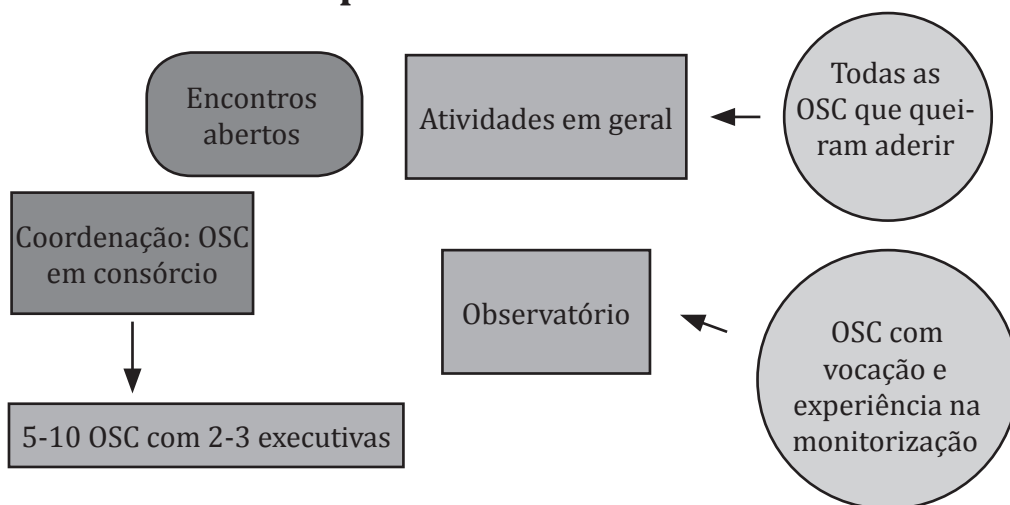 Encontros
abertos
Atividades em geral
Todas as
OSC que quei-
ram aderir
Coordenação: OSC
em consórcio
Observatório
OSC com
vocação e
experiência na
monitorização
5-10 OSC com 2-3 executivas